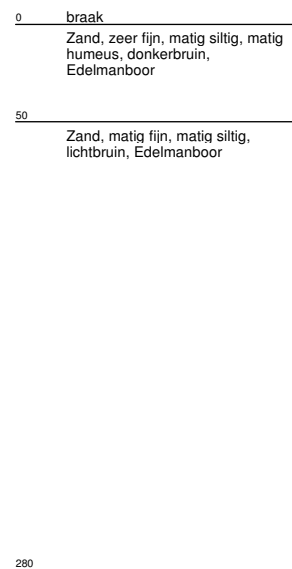 0 braak
Zand, zeer fijn, matig siltig, matig
humeus, donkerbruin,
Edelmanboor
50
Zand, matig fijn, matig siltig,
lichtbruin, Edelmanboor
280